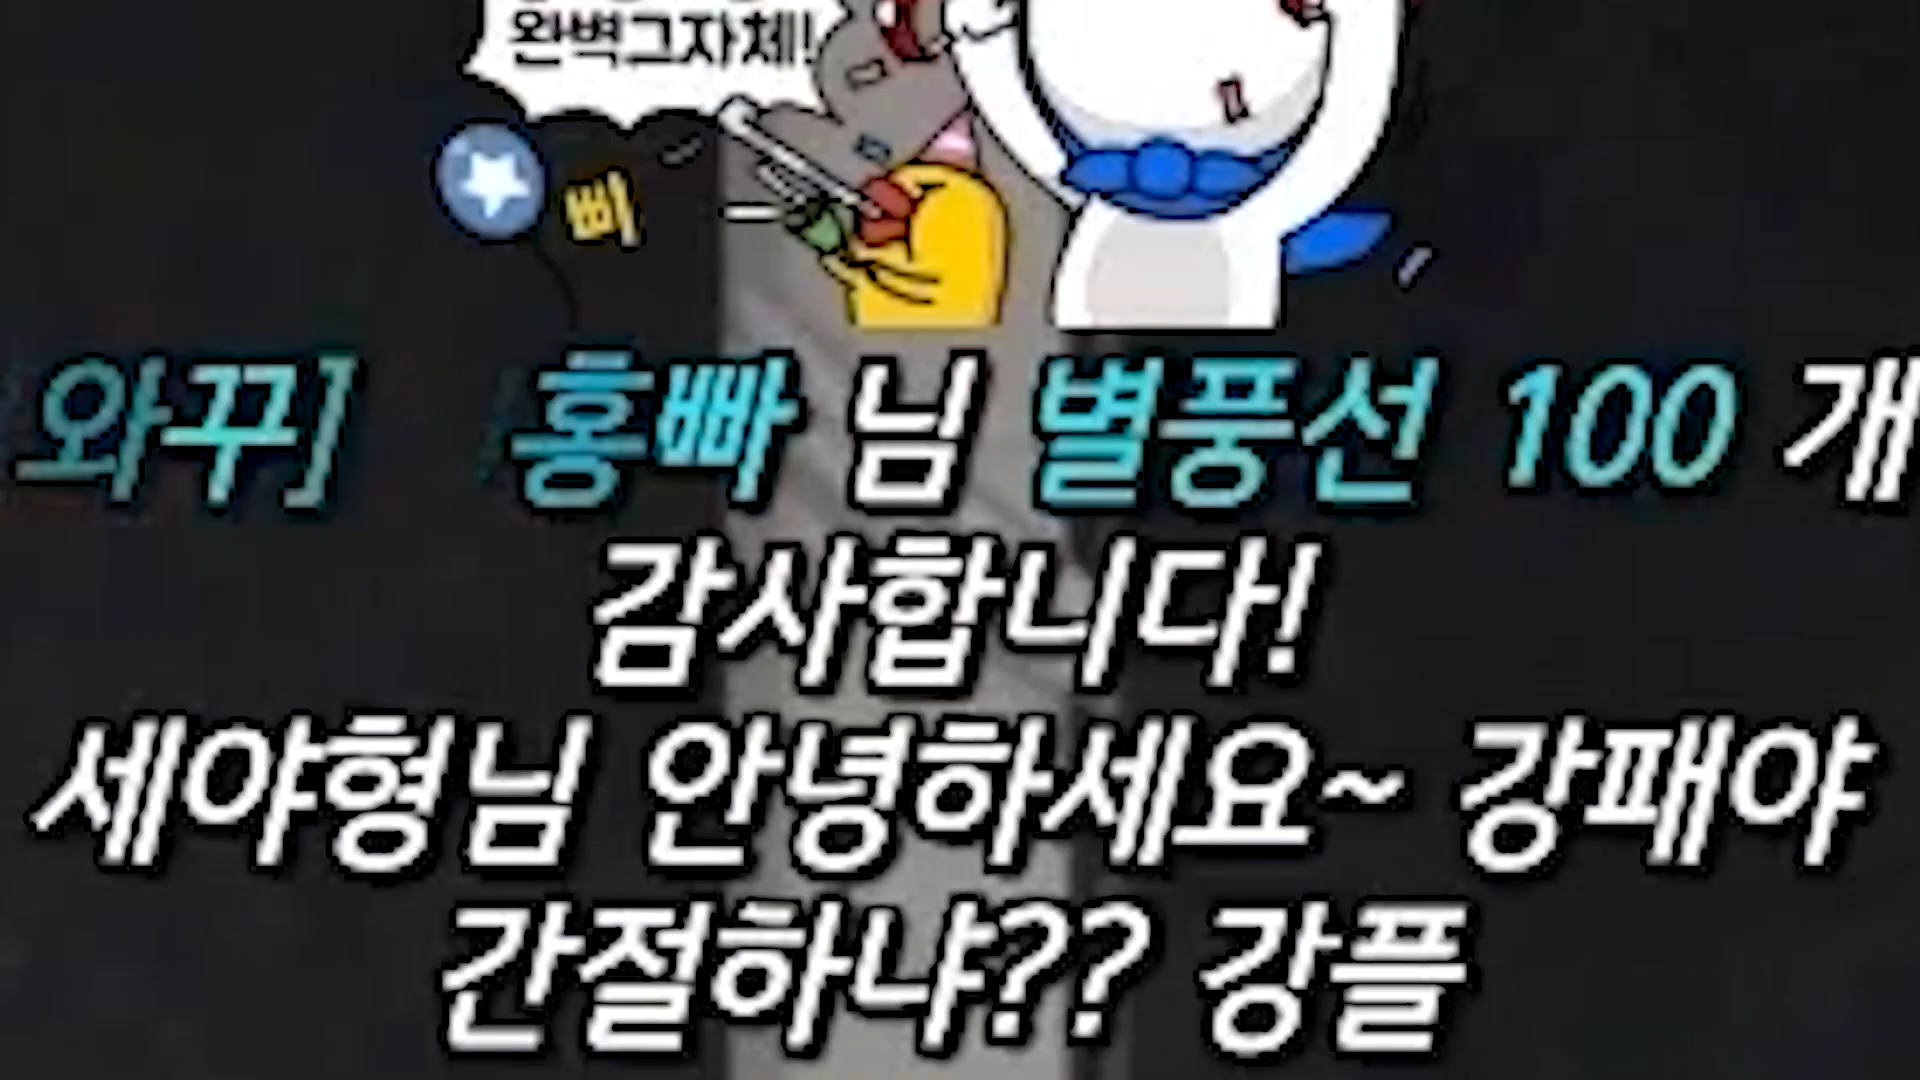 완벽그자체!
삐
와꾸] 홍빠 님 별풍선 100 개
감사합니다!
세야형님 안녕하세요~ 강패야
간절하냐?? 강플